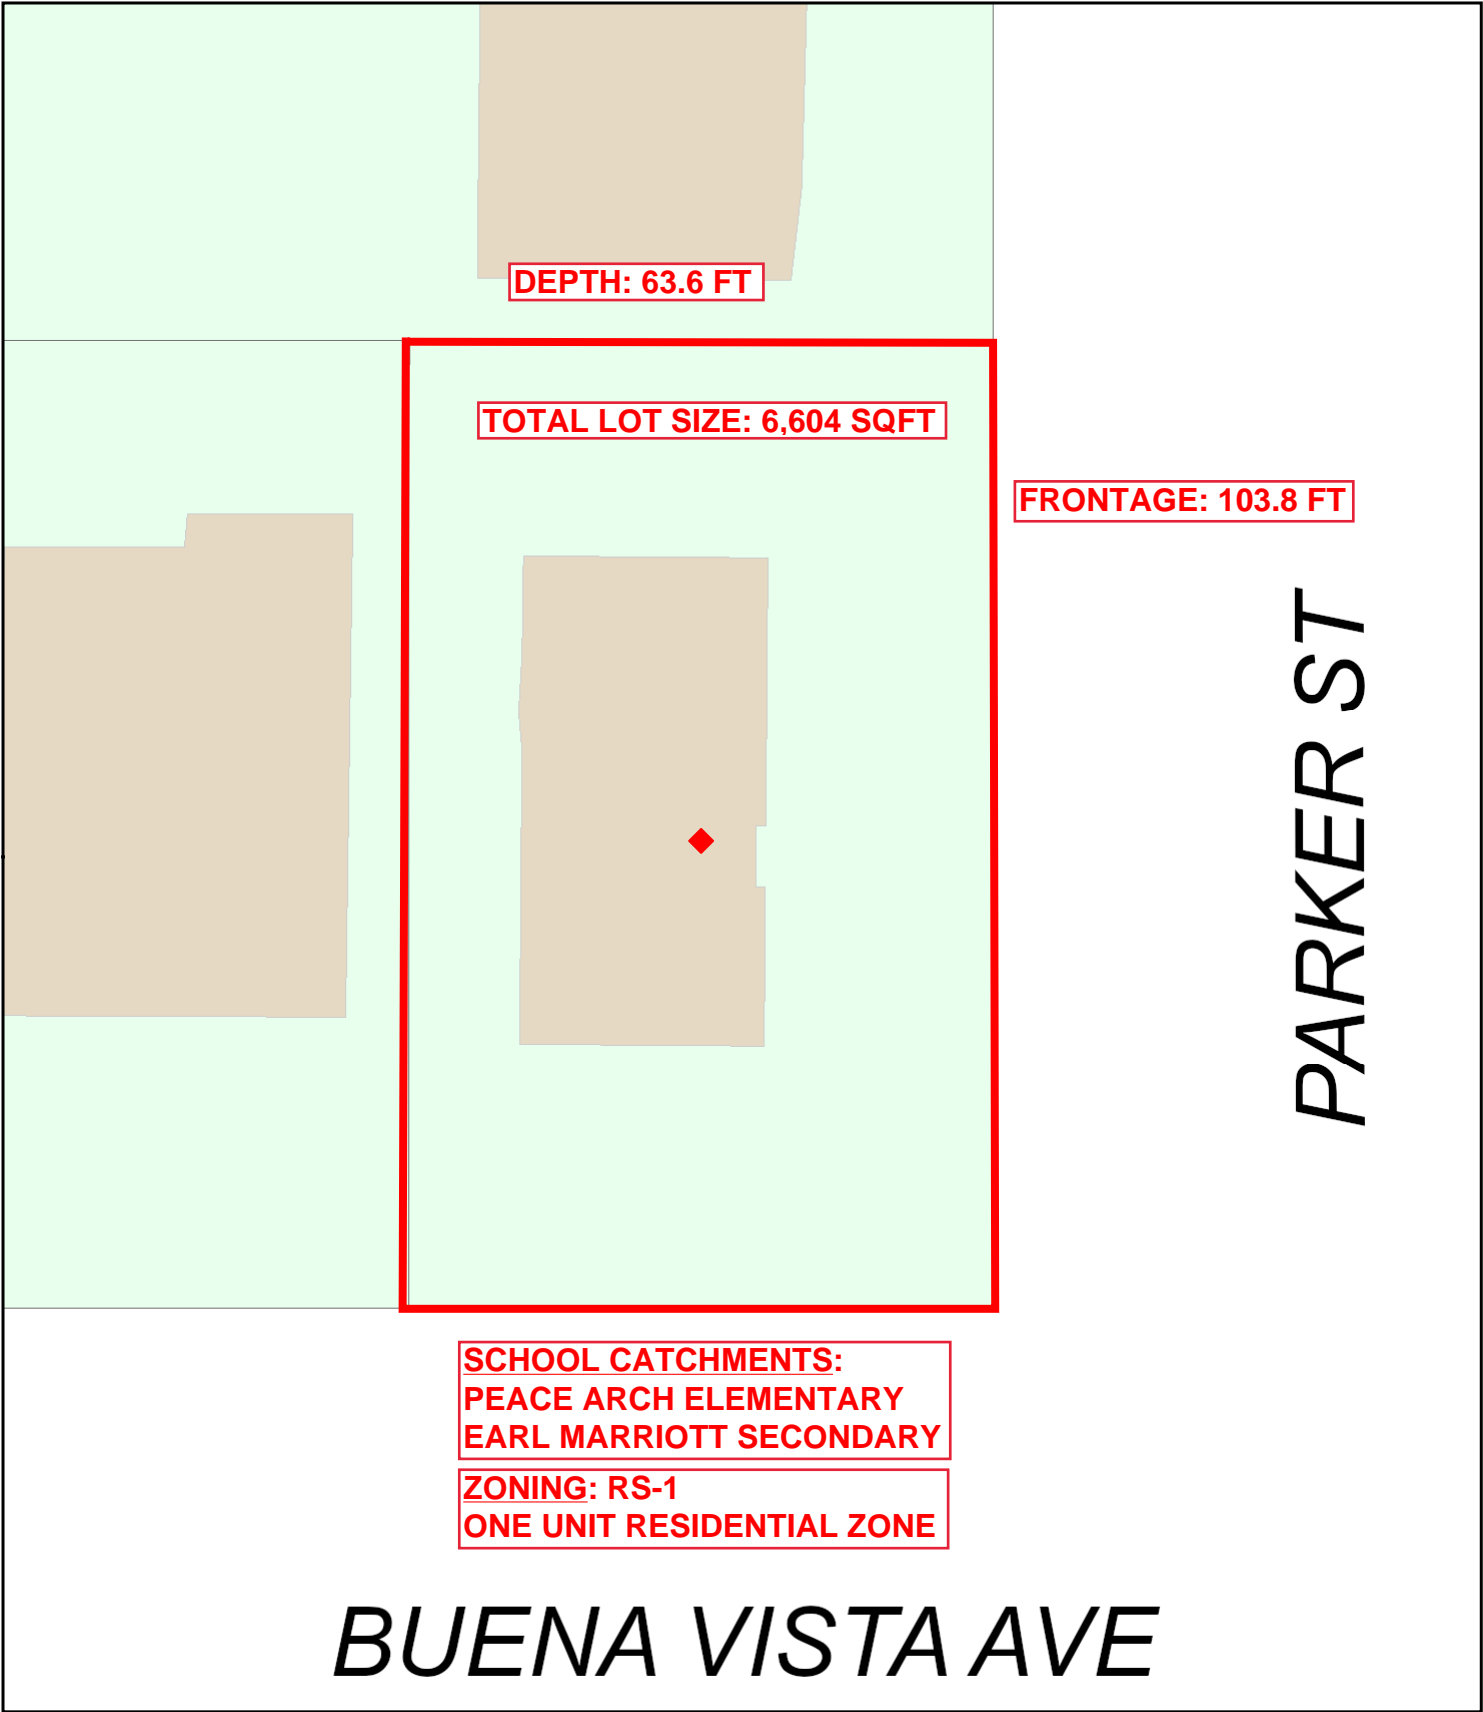 DEPTH: 63.6 FT
TOTAL LOT SIZE: 6,604 SQFT
FRONTAGE: 103.8 FT
PARKER ST
SCHOOL CATCHMENTS:
PEACE ARCH ELEMENTARY
EARL MARRIOTT SECONDARY
ZONING: RS-1
ONE UNIT RESIDENTIAL ZONE
BUENA VISTA AVE